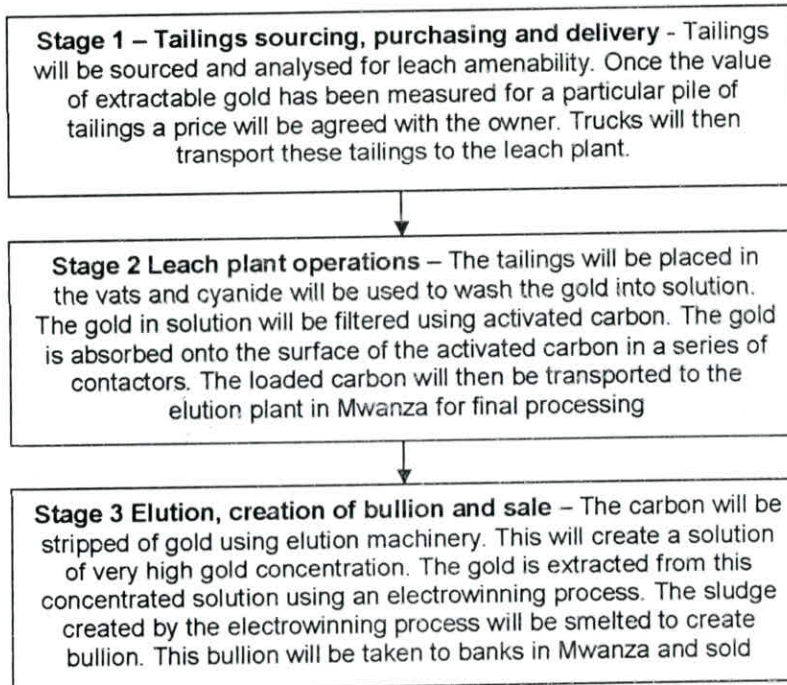 Stage 1 – Tailings sourcing, purchasing and delivery - Tailings
will be sourced and analysed for leach amenability. Once the value
of extractable gold has been measured for a particular pile of
tailings a price will be agreed with the owner. Trucks will then
transport these tailings to the leach plant.
Stage 2 Leach plant operations – The tailings will be placed in
the vats and cyanide will be used to wash the gold into solution.
The gold in solution will be filtered using activated carbon. The gold
is absorbed onto the surface of the activated carbon in a series of
contactors. The loaded carbon will then be transported to the
elution plant in Mwanza for final processing
Stage 3 Elution, creation of bullion and sale – The carbon will be
stripped of gold using elution machinery. This will create a solution
of very high gold concentration. The gold is extracted from this
concentrated solution using an electrowinning process. The sludge
created by the electrowinning process will be smelted to create
bullion. This bullion will be taken to banks in Mwanza and sold